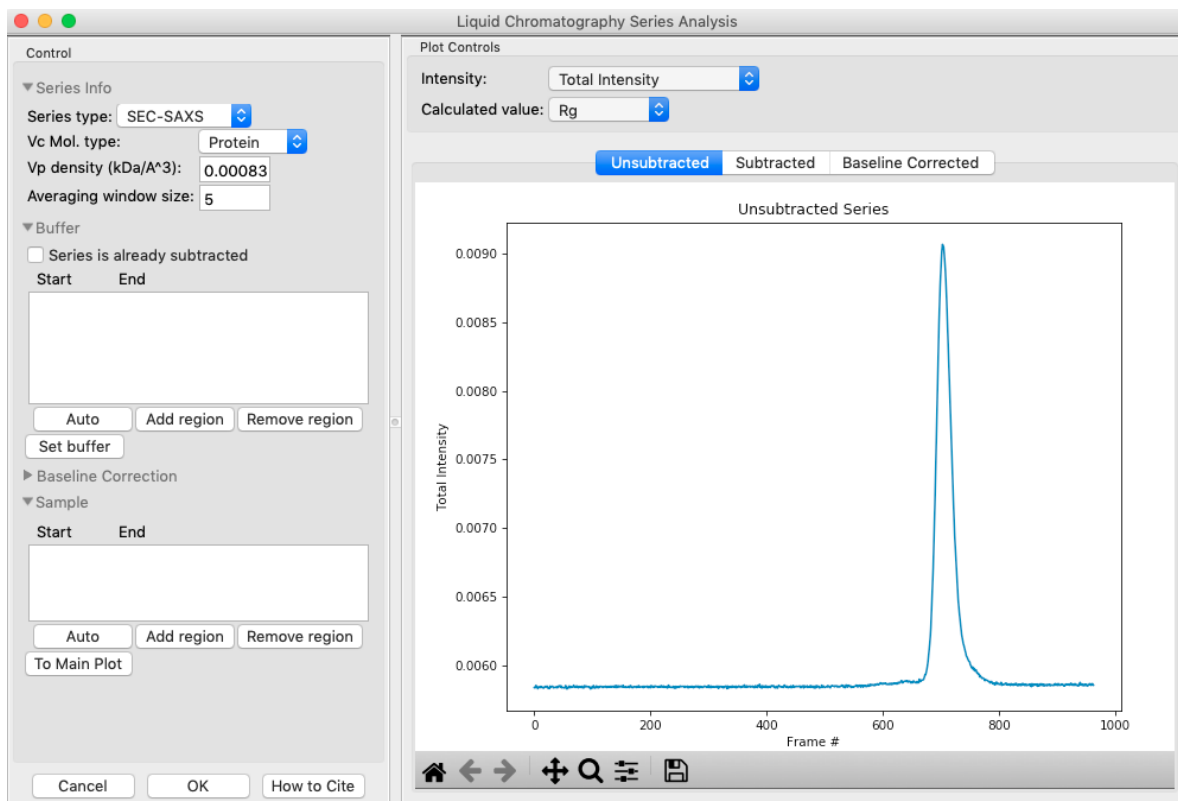 Liquid Chromatography Series Analysis
Control
Series Info
Series type: SEC-SAXS
Vc Mol. type: Protein
Vp density (kDa/A^3): 0.00083
Averaging window size: 5
Buffer
Series is already subtracted
Start End
Auto Add region Remove region
Set buffer
Baseline Correction
Sample
Start End
Auto Add region Remove region
To Main Plot
Cancel OK How to Cite
Plot Controls
Intensity: Total Intensity
Calculated value: Rg
Unsubtracted Subtracted Baseline Corrected
Unsubtracted Series
0.0090
0.0085
0.0080
0.0075
0.0070
0.0065
0.0060
Total Intensity
0 200 400 600 800 1000
Frame #